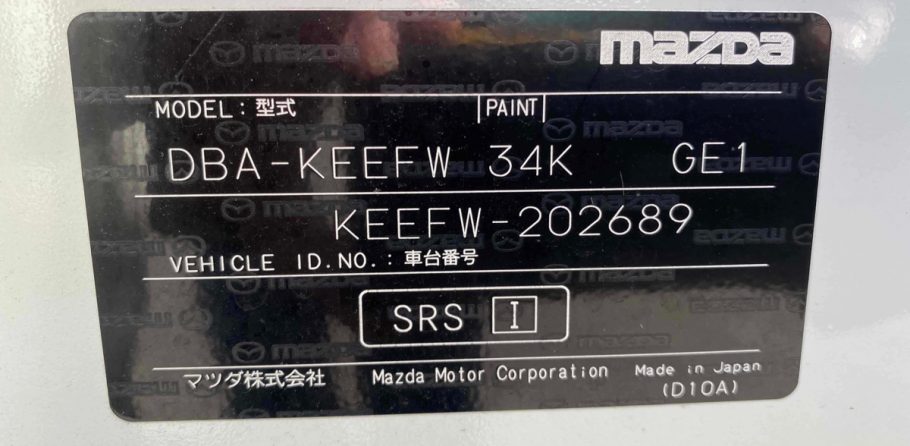 mazda
MODEL：型式 PAINT
DBA-KEEFW 34K GE1
KEEFW-202689
VEHICLE ID.NO.：車台番号
SRS I
マツダ株式会社 Mazda Motor Corporation Made in Japan
(D10A)